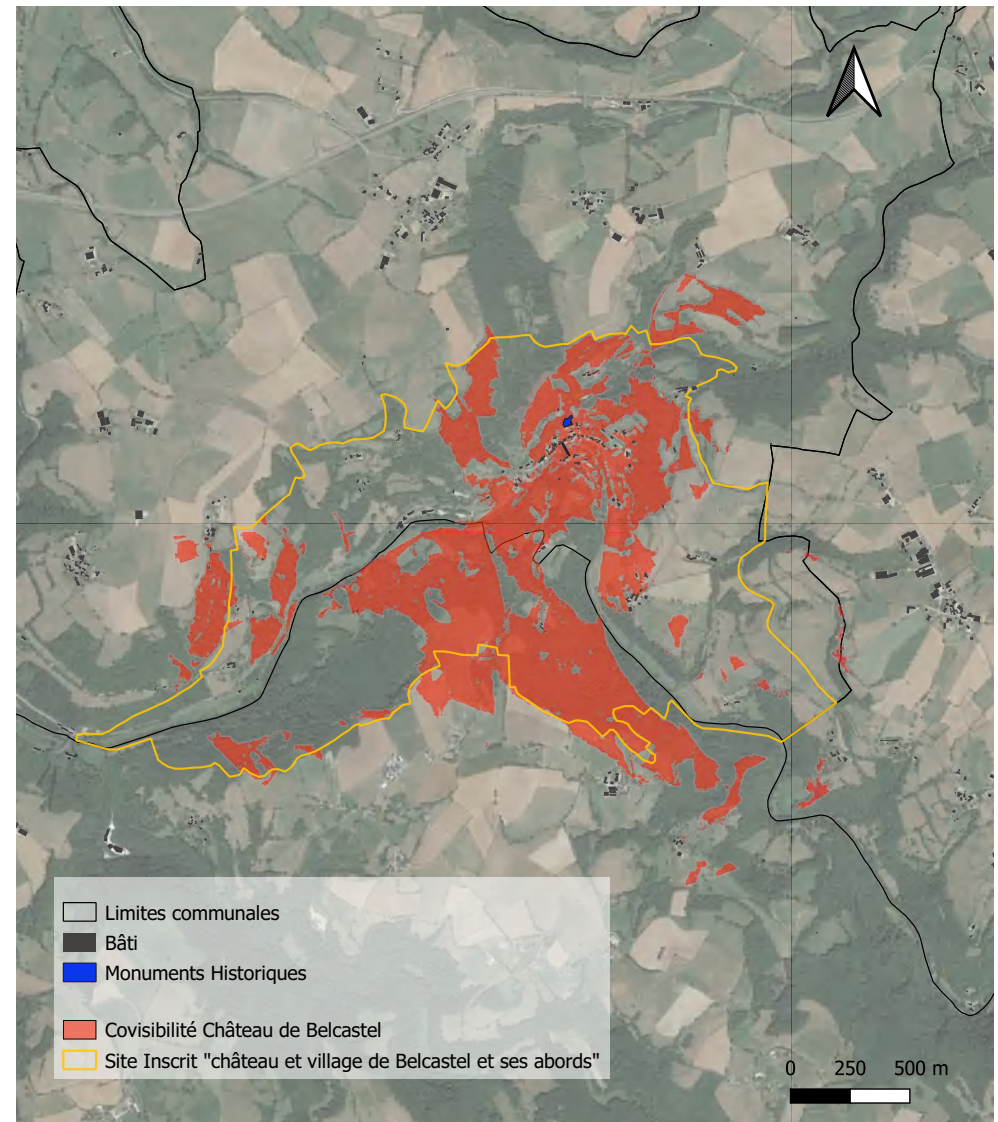 Limites communales
Bâti
Monuments Historiques
Covisibilité Château de Belcastel
Site Inscrit "château et village de Belcastel et ses abords"
0 250 500 m